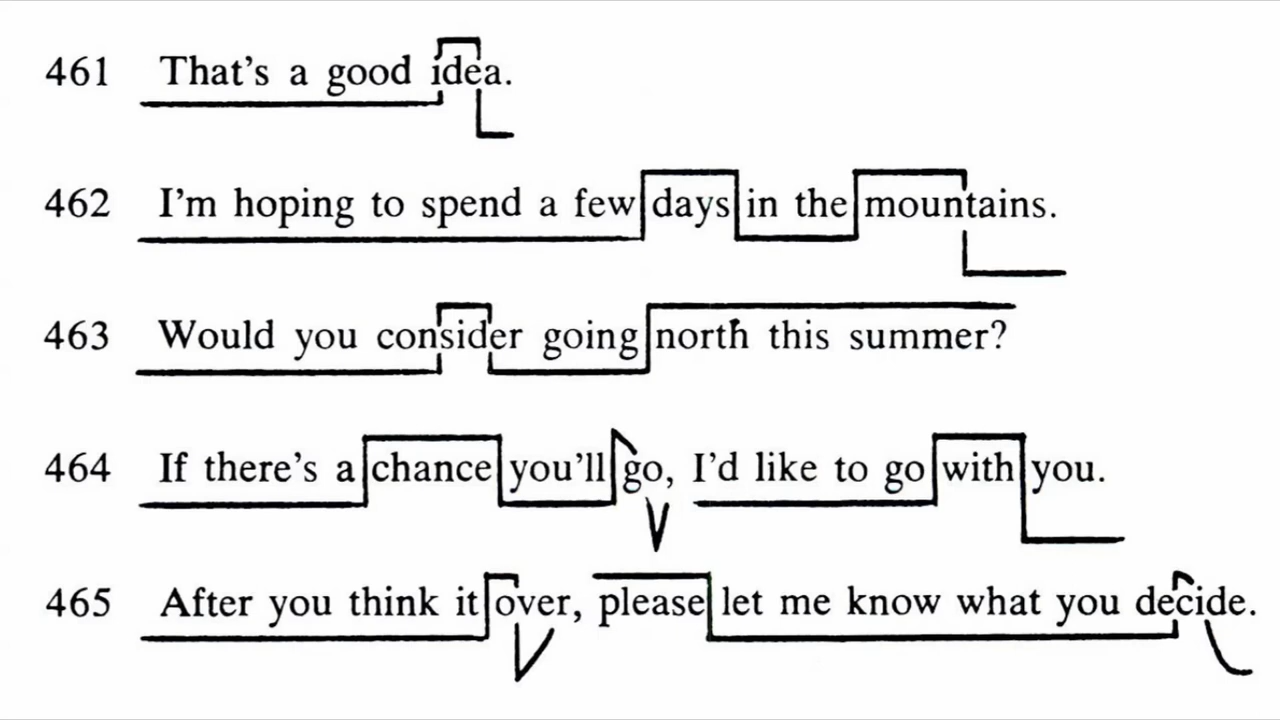 461 That's a good idea.
462 I'm hoping to spend a few days in the mountains.
463 Would you consider going north this summer?
464 If there's a chance you'll go, I'd like to go with you.
465 After you think it over, please let me know what you decide.